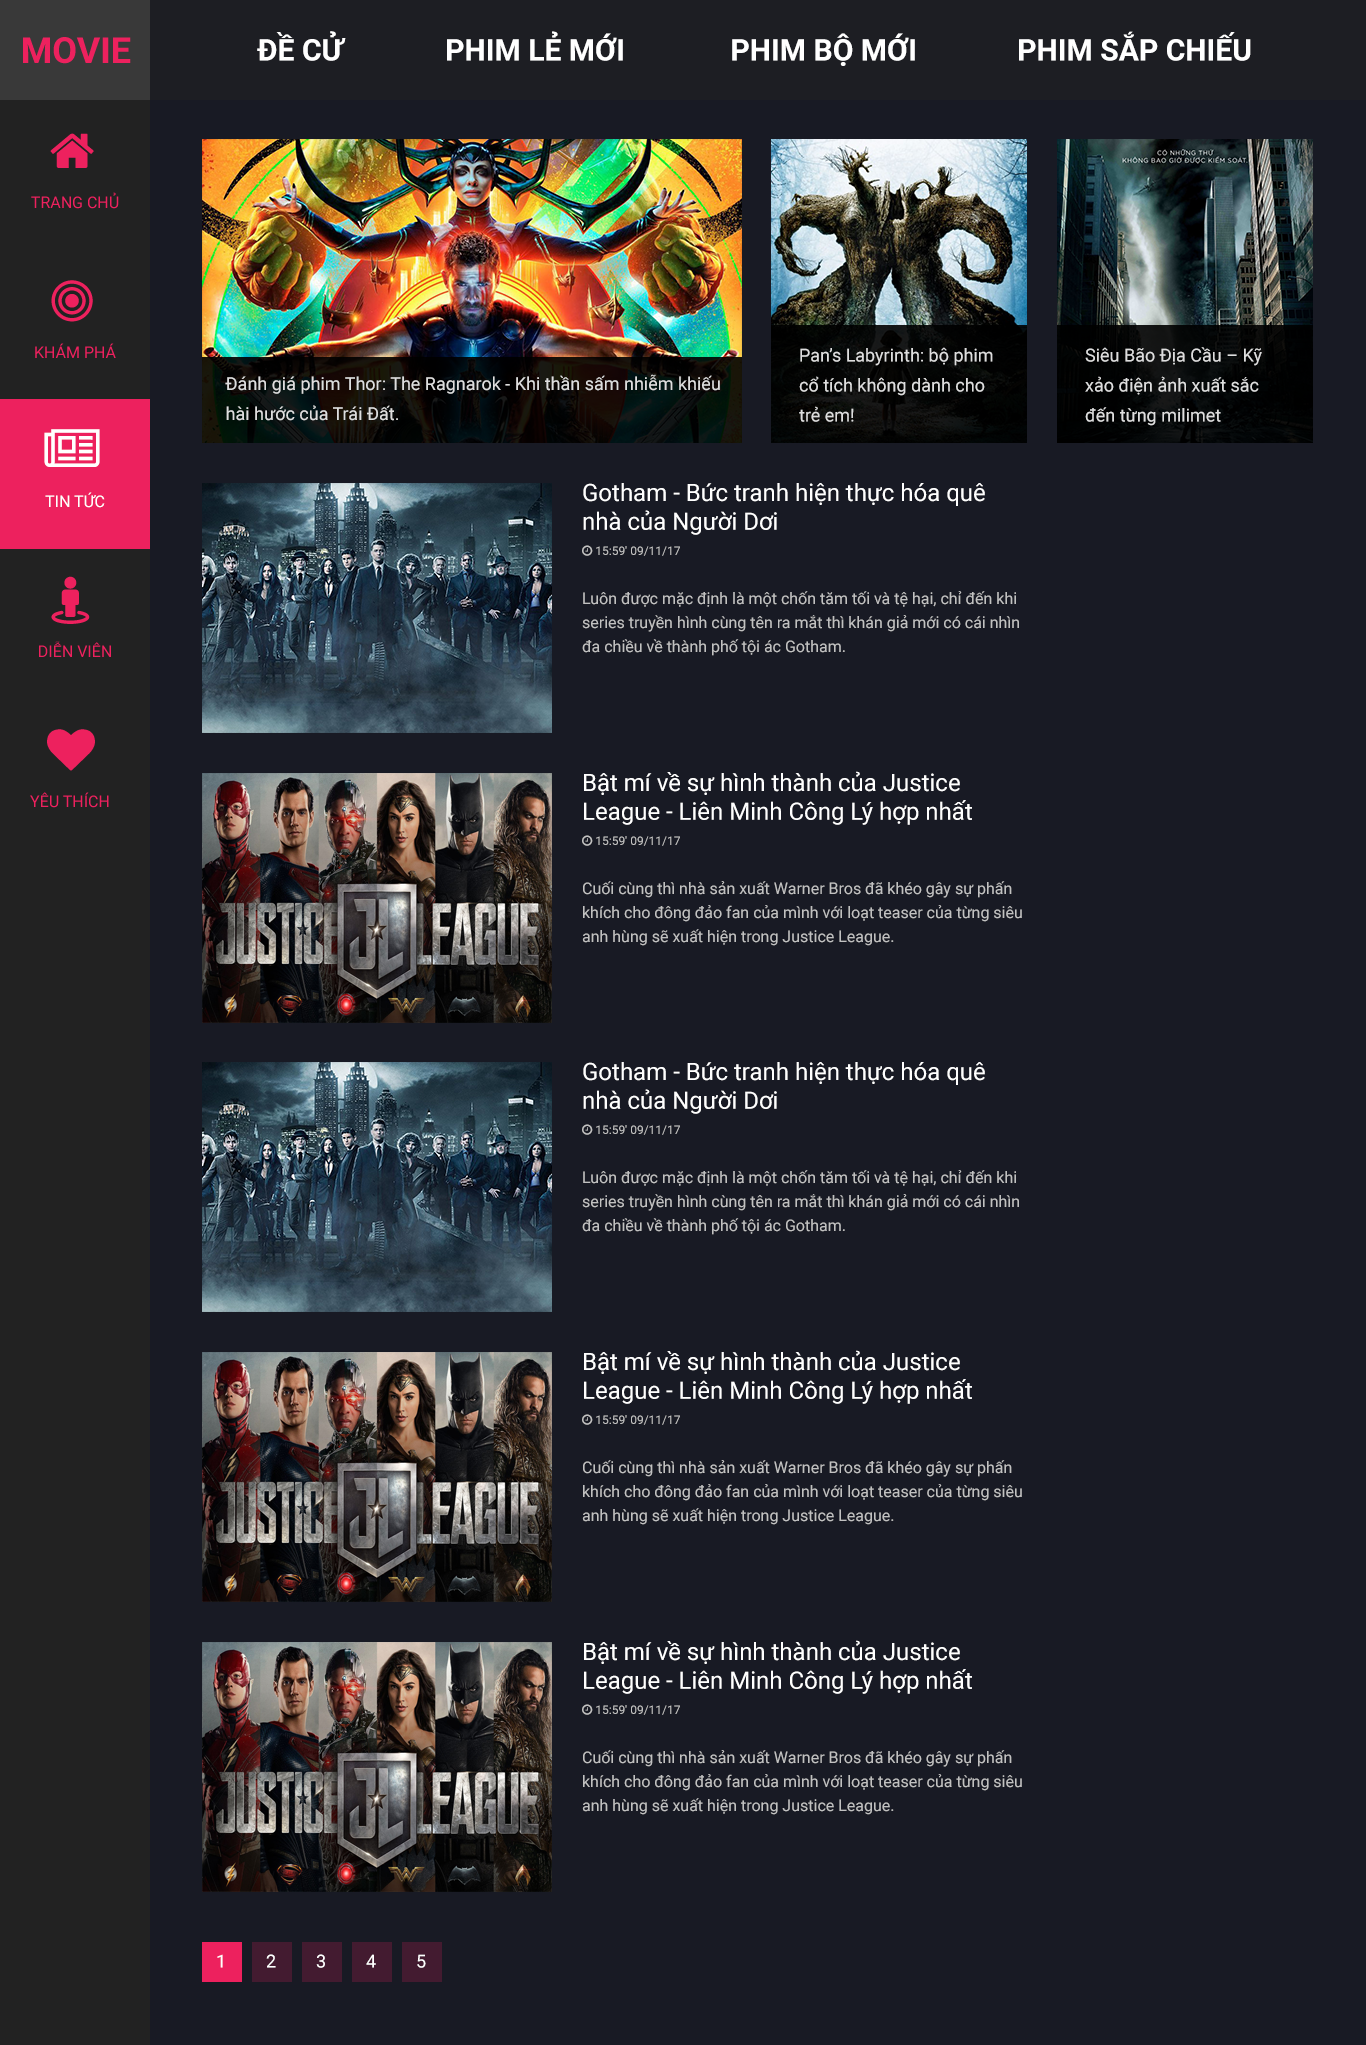 MOVIE
ĐỀ CỬ
PHIM LẺ MỚI
PHIM BỘ MỚI
PHIM SẮP CHIẾU
TRANG CHỦ
KHÁM PHÁ
TIN TỨC
DIỄN VIÊN
YÊU THÍCH
Đánh giá phim Thor: The Ragnarok - Khi thần sấm nhiễm khiếu
hài hước của Trái Đất.
Pan’s Labyrinth: bộ phim
cổ tích không dành cho
trẻ em!
CÓ NHỮNG THỨ
KHÔNG BAO GIỜ ĐƯỢC KIỂM SOÁT.
Siêu Bão Địa Cầu – Kỹ
xảo điện ảnh xuất sắc
đến từng milimet
Gotham - Bức tranh hiện thực hóa quê
nhà của Người Dơi
15:59' 09/11/17
Luôn được mặc định là một chốn tăm tối và tệ hại, chỉ đến khi
series truyền hình cùng tên ra mắt thì khán giả mới có cái nhìn
đa chiều về thành phố tội ác Gotham.
JUSTICE JL LEAGUE
Bật mí về sự hình thành của Justice
League - Liên Minh Công Lý hợp nhất
15:59' 09/11/17
Cuối cùng thì nhà sản xuất Warner Bros đã khéo gây sự phấn
khích cho đông đảo fan của mình với loạt teaser của từng siêu
anh hùng sẽ xuất hiện trong Justice League.
Gotham - Bức tranh hiện thực hóa quê
nhà của Người Dơi
15:59' 09/11/17
Luôn được mặc định là một chốn tăm tối và tệ hại, chỉ đến khi
series truyền hình cùng tên ra mắt thì khán giả mới có cái nhìn
đa chiều về thành phố tội ác Gotham.
JUSTICE JL LEAGUE
Bật mí về sự hình thành của Justice
League - Liên Minh Công Lý hợp nhất
15:59' 09/11/17
Cuối cùng thì nhà sản xuất Warner Bros đã khéo gây sự phấn
khích cho đông đảo fan của mình với loạt teaser của từng siêu
anh hùng sẽ xuất hiện trong Justice League.
JUSTICE JL LEAGUE
Bật mí về sự hình thành của Justice
League - Liên Minh Công Lý hợp nhất
15:59' 09/11/17
Cuối cùng thì nhà sản xuất Warner Bros đã khéo gây sự phấn
khích cho đông đảo fan của mình với loạt teaser của từng siêu
anh hùng sẽ xuất hiện trong Justice League.
1 2 3 4 5